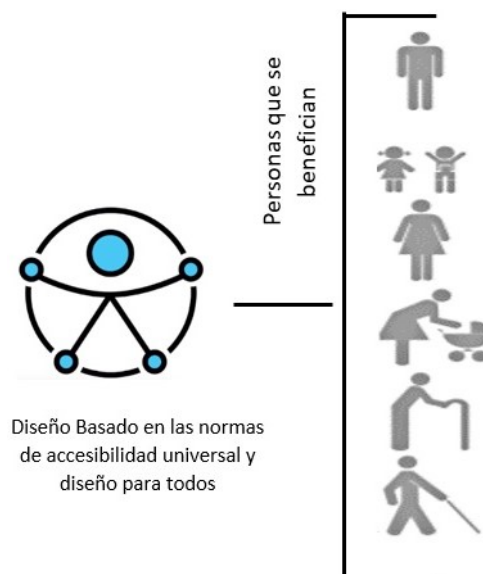 Personas que se
benefician
Diseño Basado en las normas
de accesibilidad universal y
diseño para todos